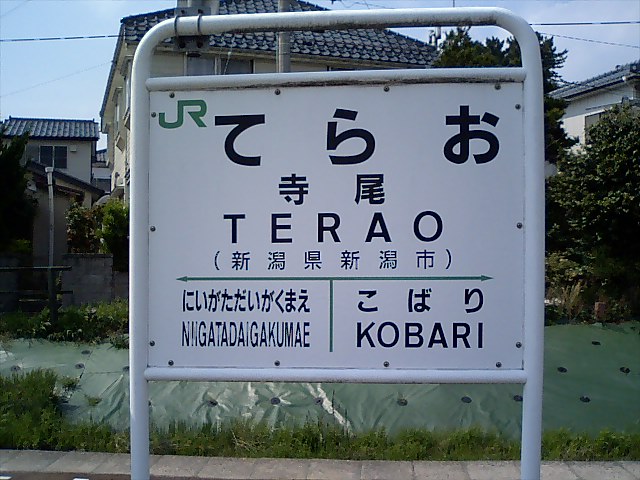 JR
てらお
寺尾
TERAO
（新潟県新潟市）
にいがただいがくまえ こばり
NIIGATADAIGAKUMAE KOBARI